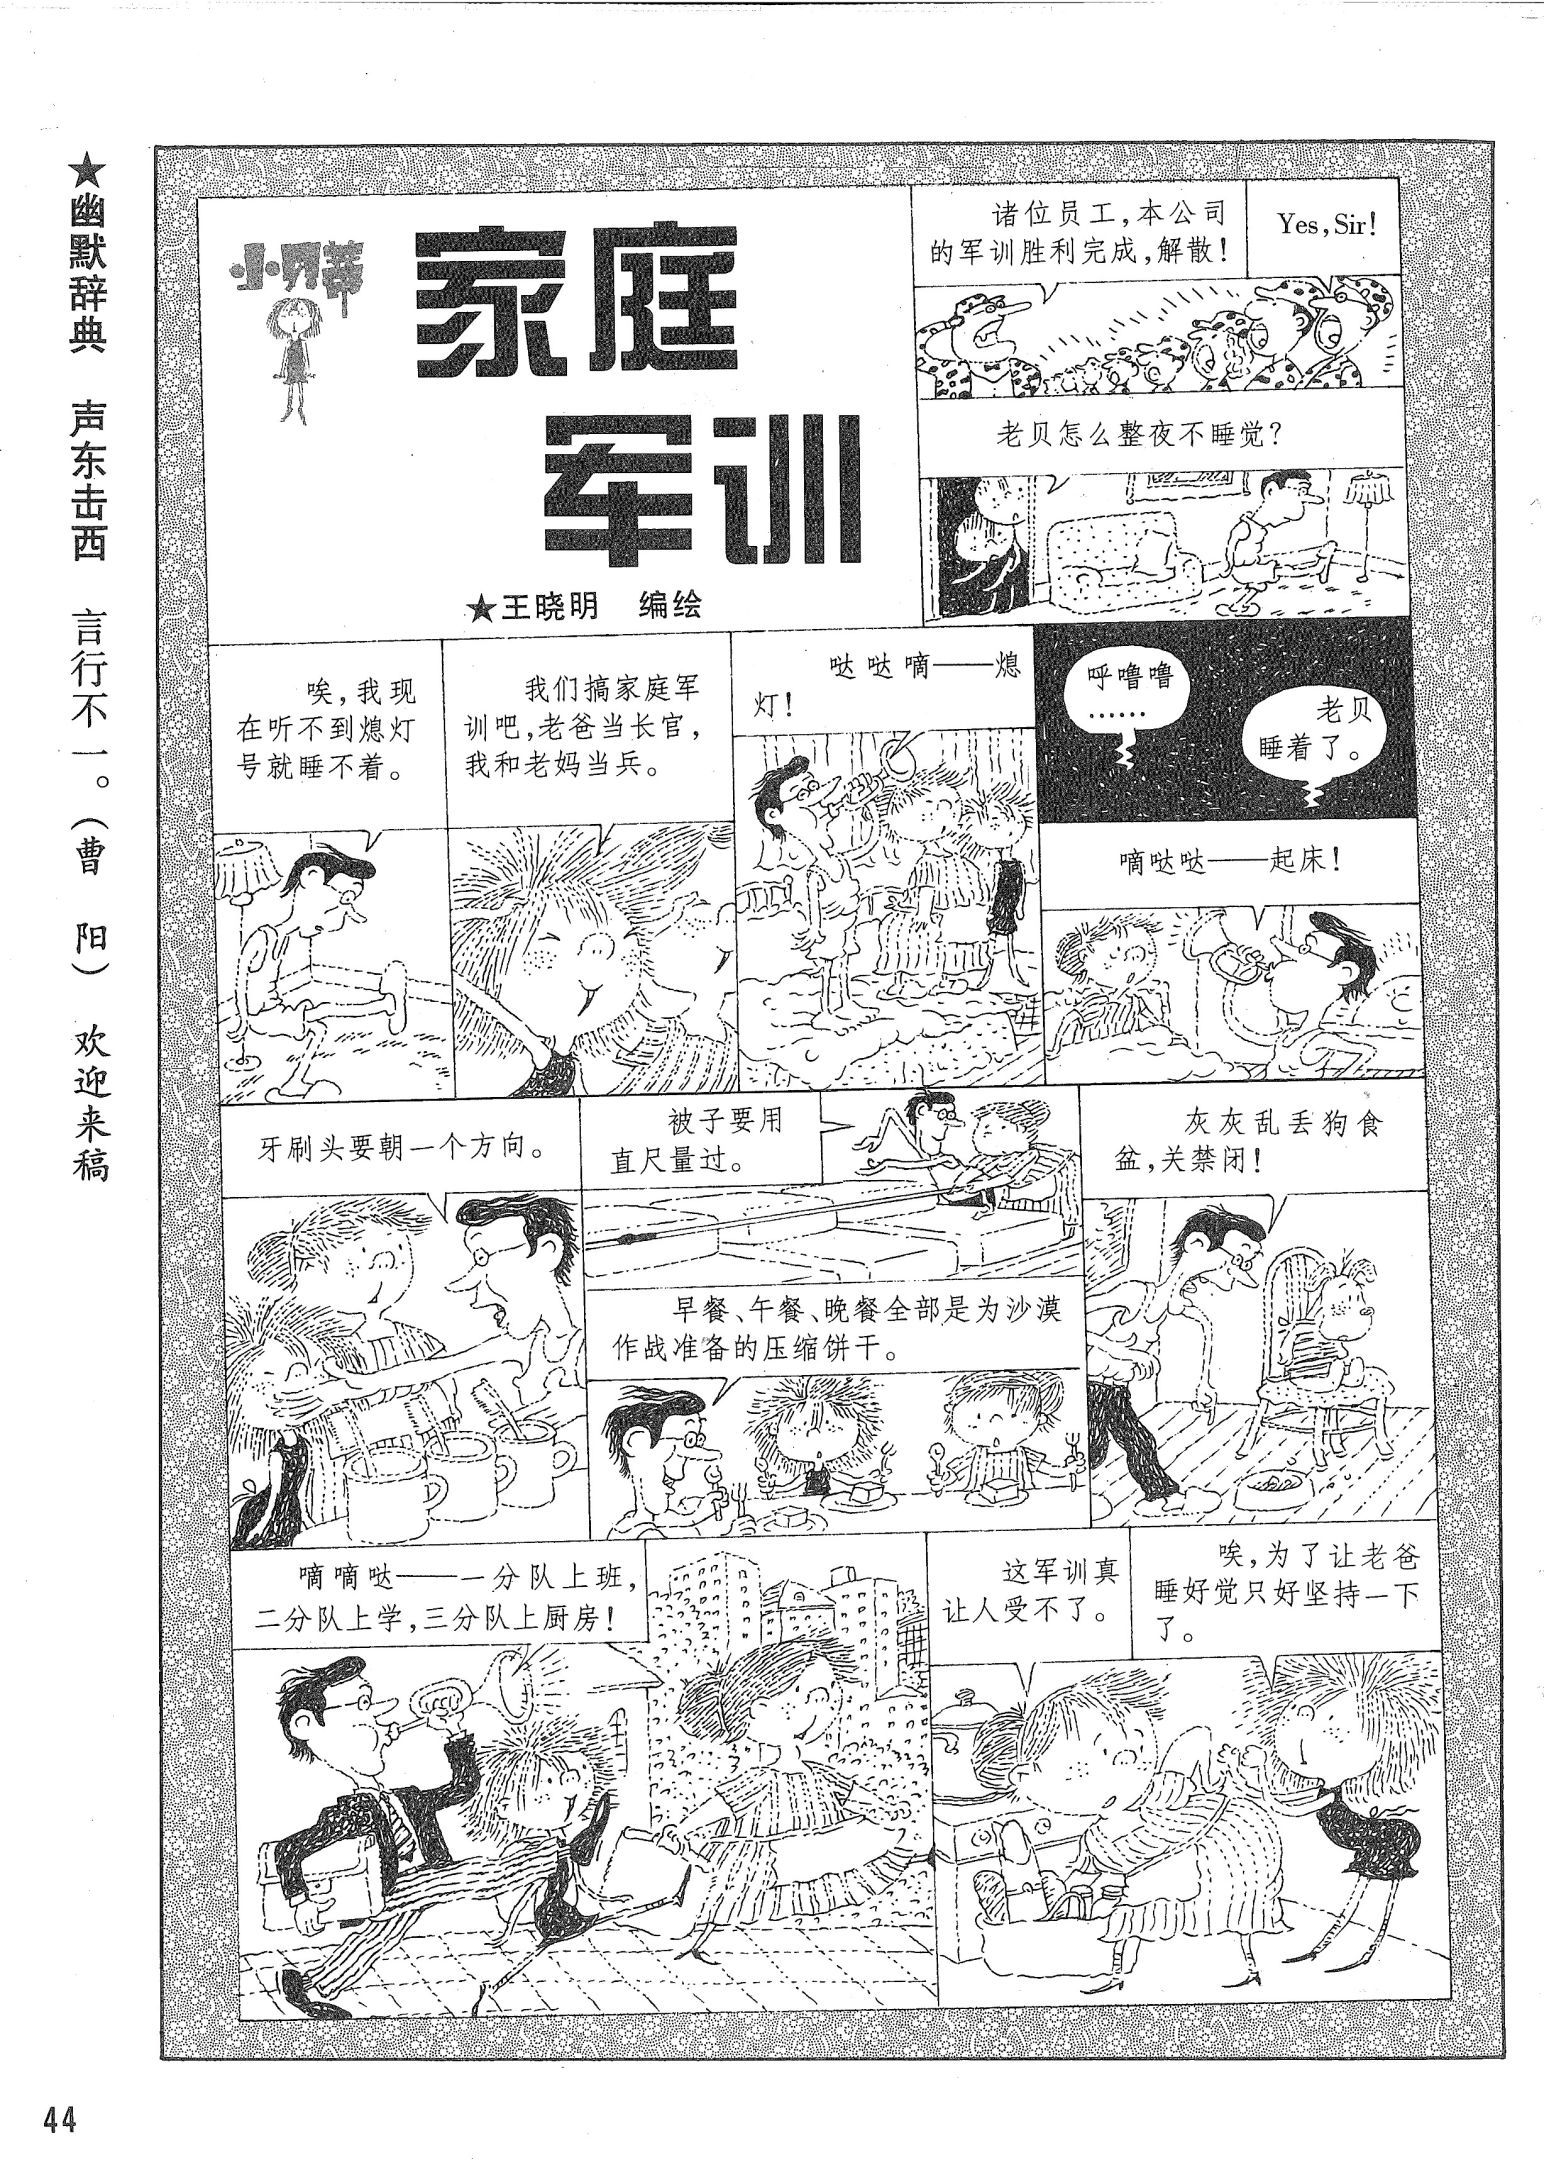 ★幽默辞典 声东击西 言行不一。（曹 阳） 欢迎来稿
小贝蒂
家庭
军训
★王晓明 编绘
诸位员工，本公司
的军训胜利完成，解散！
Yes,Sir!
老贝怎么整夜不睡觉？
唉，我现
在听不到熄灯
号就睡不着。
我们搞家庭军
训吧，老爸当长官，
我和老妈当兵。
哒哒嘀——熄
灯！
呼噜噜
……
老贝
睡着了。
嘀哒哒——起床！
牙刷头要朝一个方向。
被子要用
直尺量过。
早餐、午餐、晚餐全部是为沙漠
作战准备的压缩饼干。
灰灰乱丢狗食
盆，关禁闭！
嘀嘀哒——一分队上班，
二分队上学，三分队上厨房！
这军训真
让人受不了。
唉，为了让老爸
睡好觉只好坚持一下
了。
44